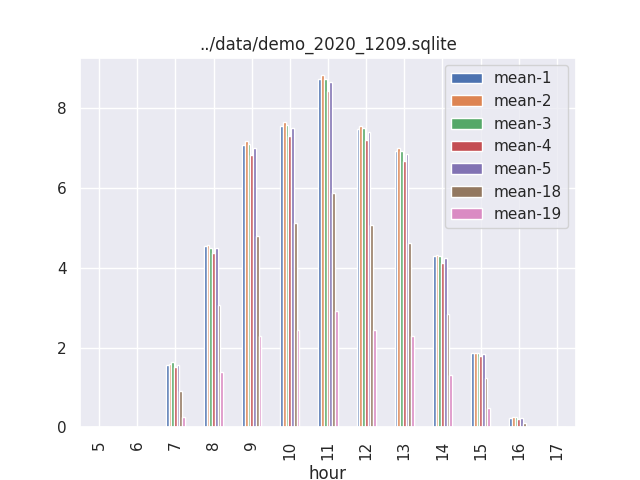 ../data/demo_2020_1209.sqlite
mean-1
mean-2
mean-3
mean-4
mean-5
mean-18
mean-19
8
6
4
2
0
5 6 7 8 9 10 11 12 13 14 15 16 17
hour